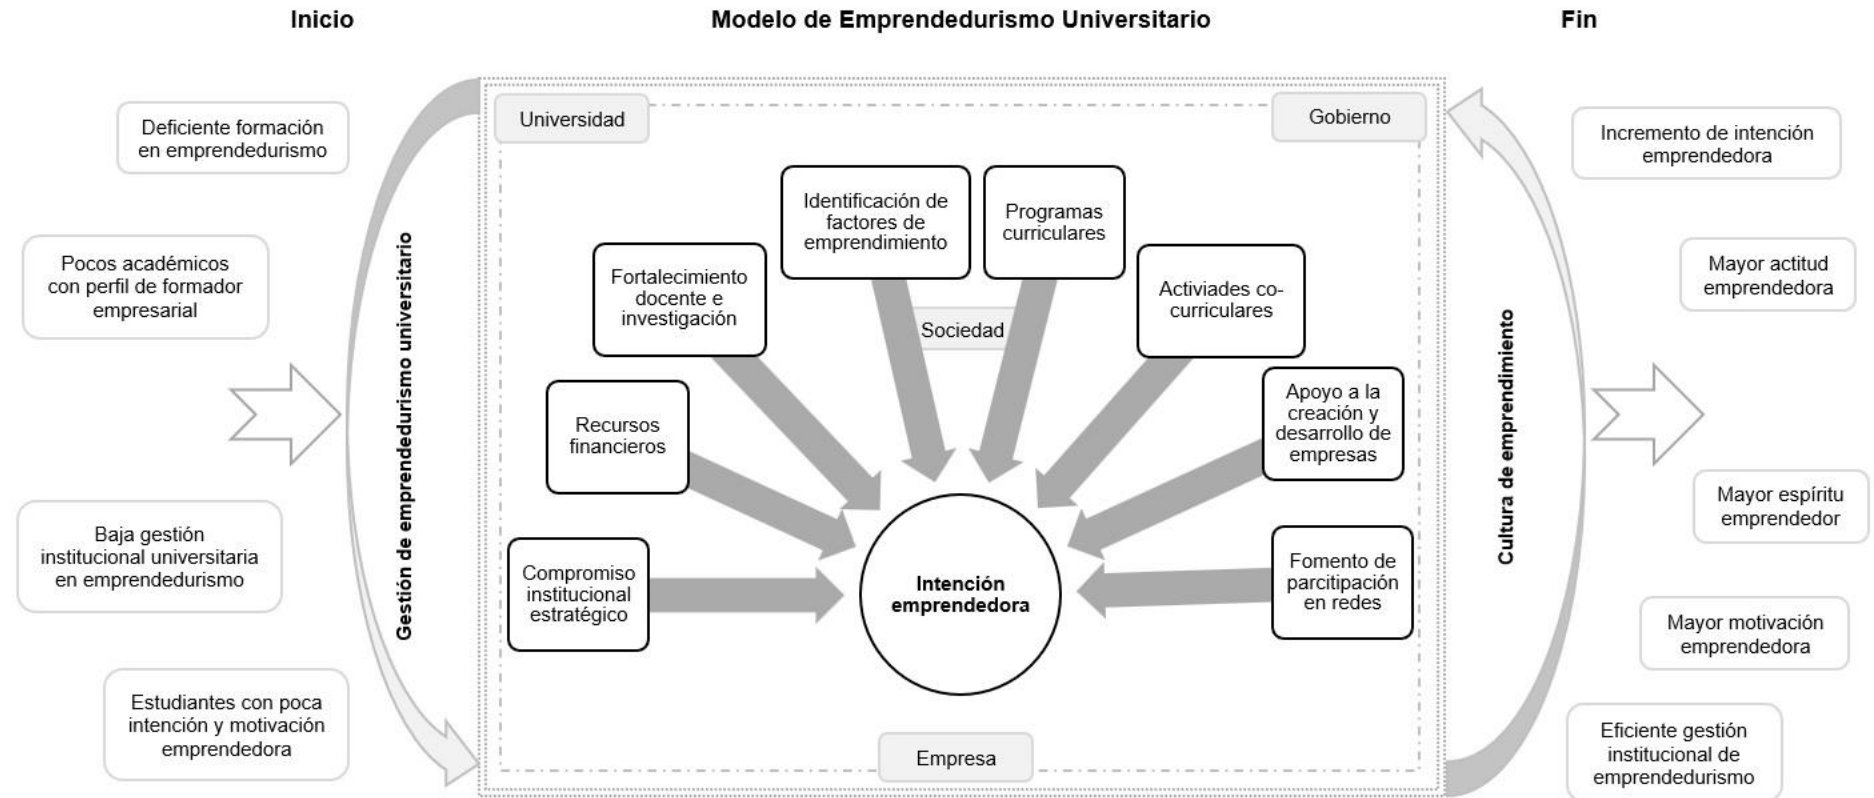 Inicio
Modelo de Emprendedurismo Universitario
Fin
Deficiente formación
en emprendedurismo
Pocos académicos
con perfil de formador
empresarial
Baja gestión
institucional universitaria
en emprendedurismo
Estudiantes con poca
intención y motivación
emprendedora
Gestión de emprendedurismo universitario
Universidad
Gobierno
Identificación de
factores de
emprendimiento
Programas
curriculares
Fortalecimiento
docente e
investigación
Activiades co-
curriculares
Sociedad
Recursos
financieros
Apoyo a la
creación y
desarrollo de
empresas
Compromiso
institucional
estratégico
Intención
emprendedora
Fomento de
parcitipación
en redes
Empresa
Cultura de emprendimiento
Incremento de intención
emprendedora
Mayor actitud
emprendedora
Mayor espíritu
emprendedor
Mayor motivación
emprendedora
Eficiente gestión
institucional de
emprendedurismo